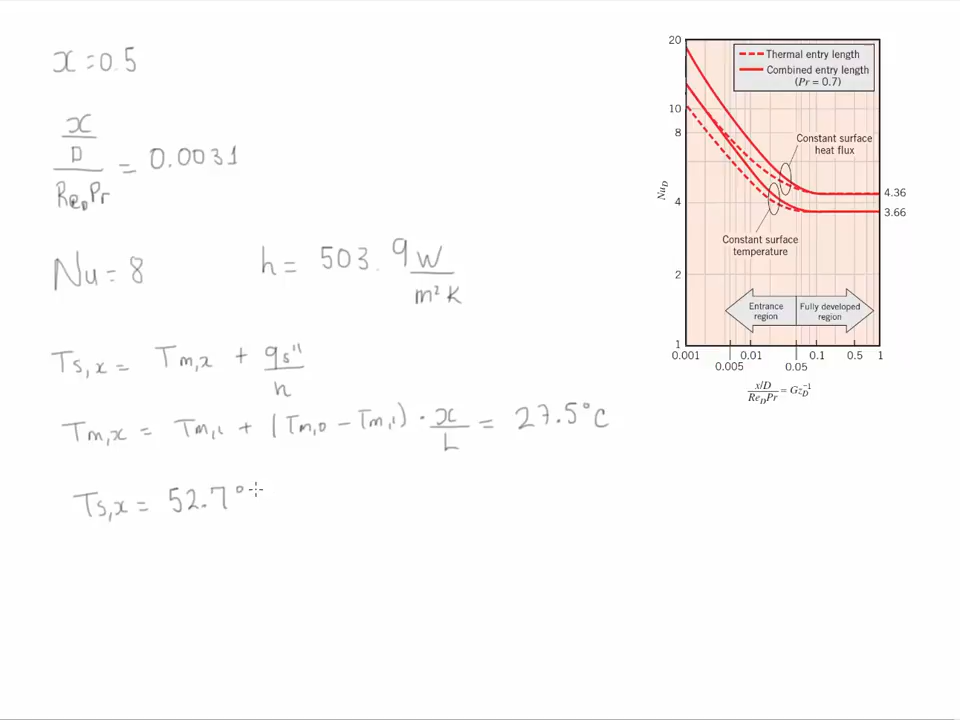 x = 0.5
x/D / Re_D Pr = 0.0031
Nu = 8    h = 503.9 W/m²K
Ts,x = Tm,x + qs"/h
Tm,x = Tm,i + (Tm,o - Tm,i) · x/L = 27.5°C
Ts,x = 52.7°
20
10
8
4
2
1
Nu_D
Thermal entry length
Combined entry length
(Pr = 0.7)
Constant surface
heat flux
4.36
3.66
Constant surface
temperature
Entrance
region
Fully developed
region
0.001
0.005
0.01
0.05
0.1
0.5
1
x/D / Re_D Pr = Gz_D⁻¹